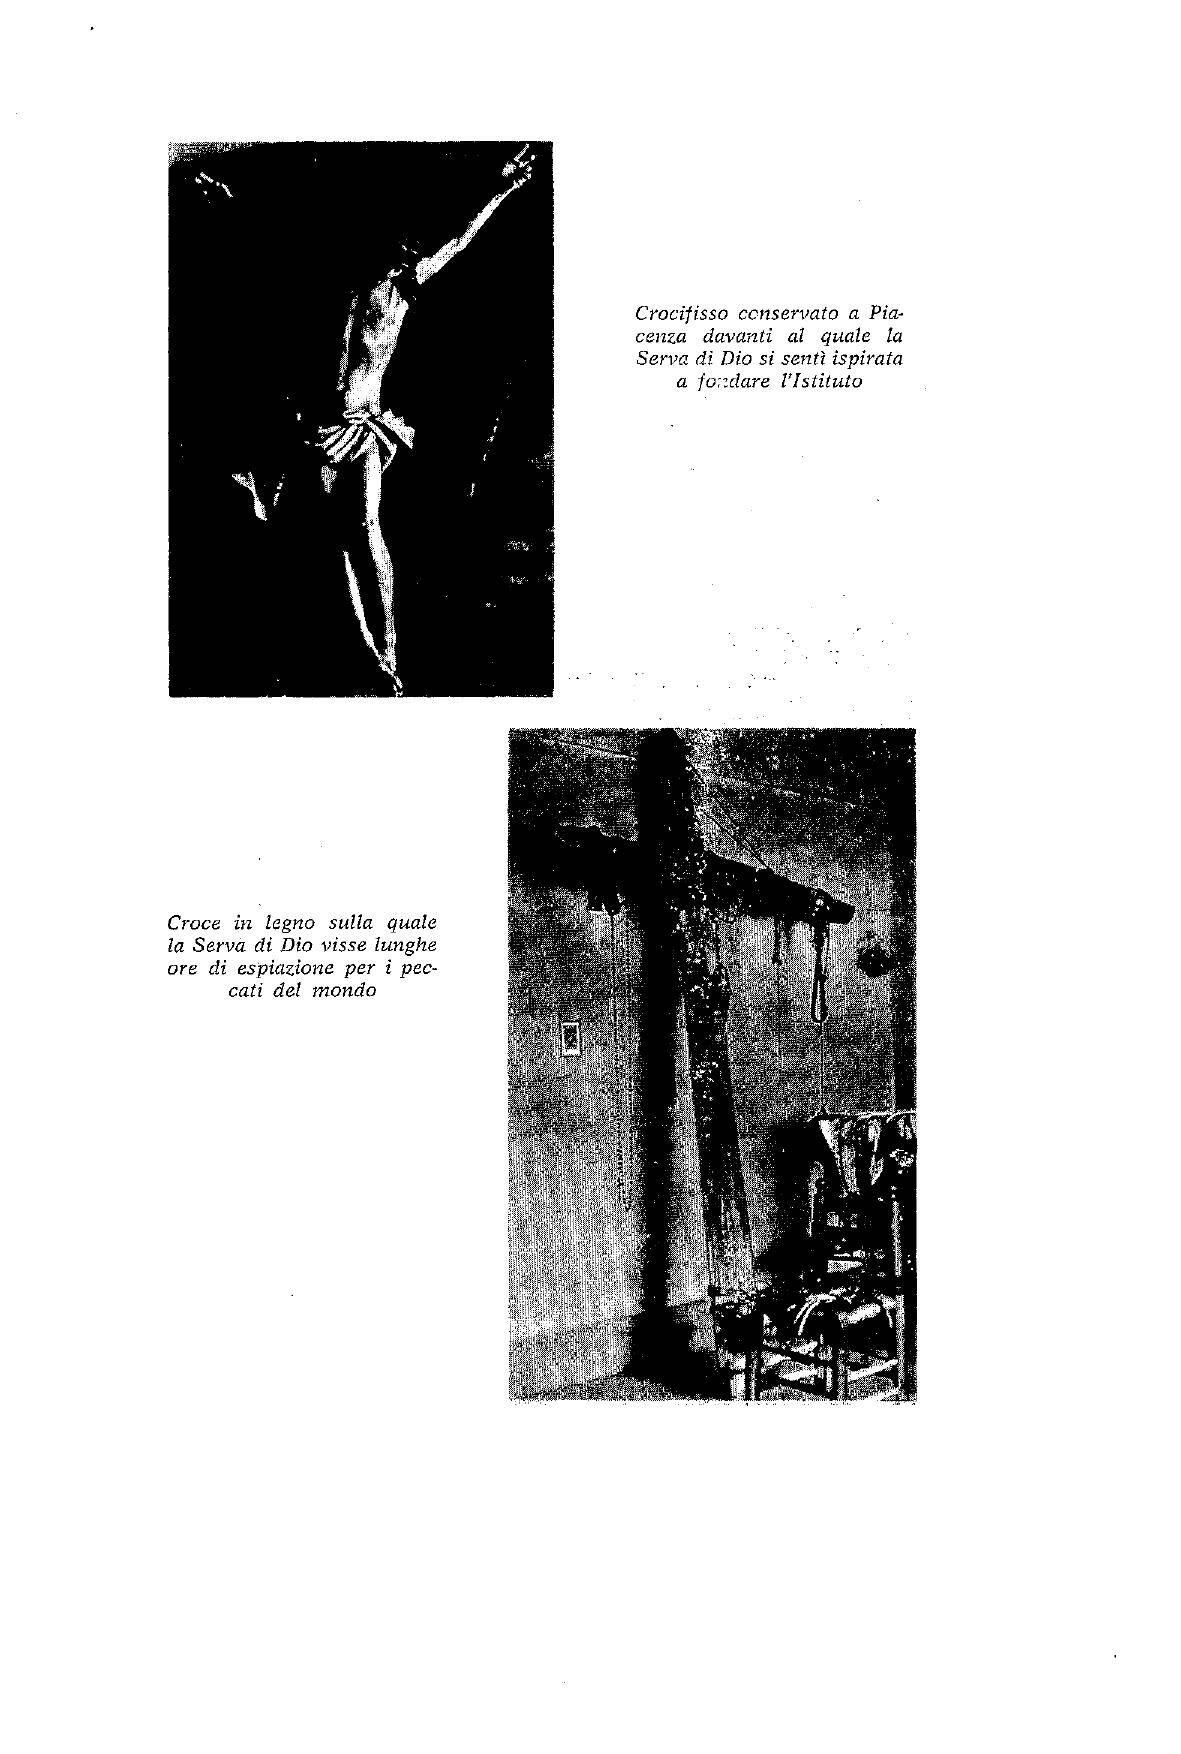 Crocifisso conservato a Pia-
cenza davanti al quale la
Serva di Dio si sentì ispirata
a fondare l'Istituto
Croce in legno sulla quale
la Serva di Dio visse lunghe
ore di espiazione per i pec-
cati del mondo